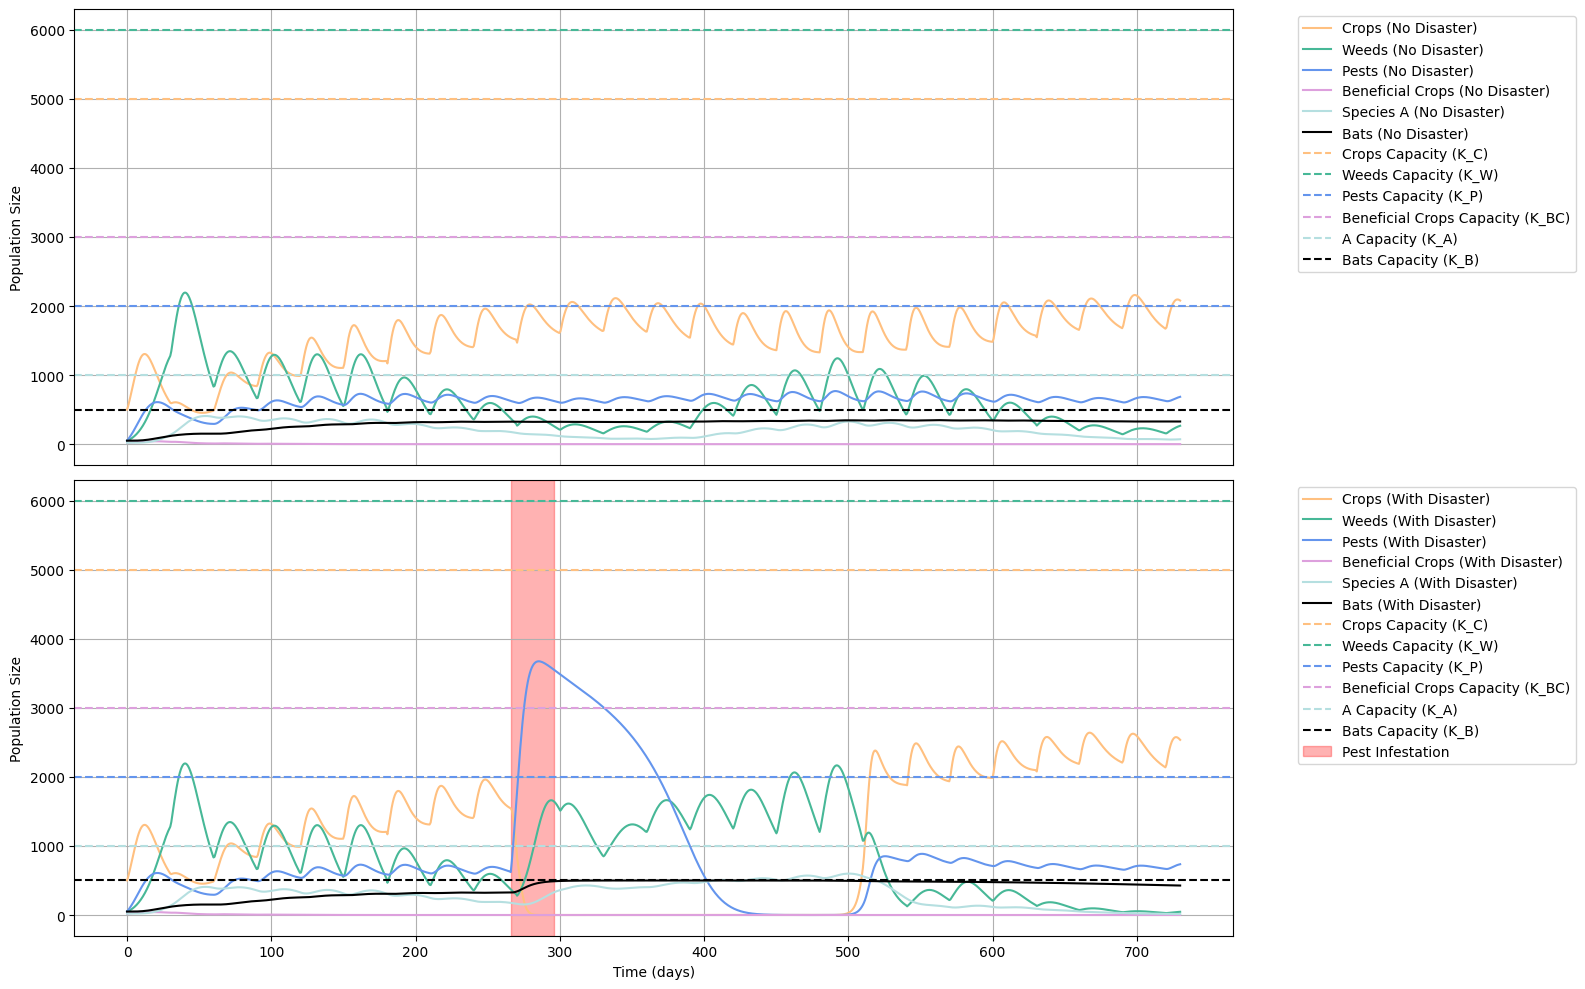 6000
5000
4000
3000
2000
1000
0
Population Size
Crops (No Disaster)
Weeds (No Disaster)
Pests (No Disaster)
Beneficial Crops (No Disaster)
Species A (No Disaster)
Bats (No Disaster)
Crops Capacity (K_C)
Weeds Capacity (K_W)
Pests Capacity (K_P)
Beneficial Crops Capacity (K_BC)
A Capacity (K_A)
Bats Capacity (K_B)
6000
5000
4000
3000
2000
1000
0
Population Size
0 100 200 300 400 500 600 700
Time (days)
Crops (With Disaster)
Weeds (With Disaster)
Pests (With Disaster)
Beneficial Crops (With Disaster)
Species A (With Disaster)
Bats (With Disaster)
Crops Capacity (K_C)
Weeds Capacity (K_W)
Pests Capacity (K_P)
Beneficial Crops Capacity (K_BC)
A Capacity (K_A)
Bats Capacity (K_B)
Pest Infestation